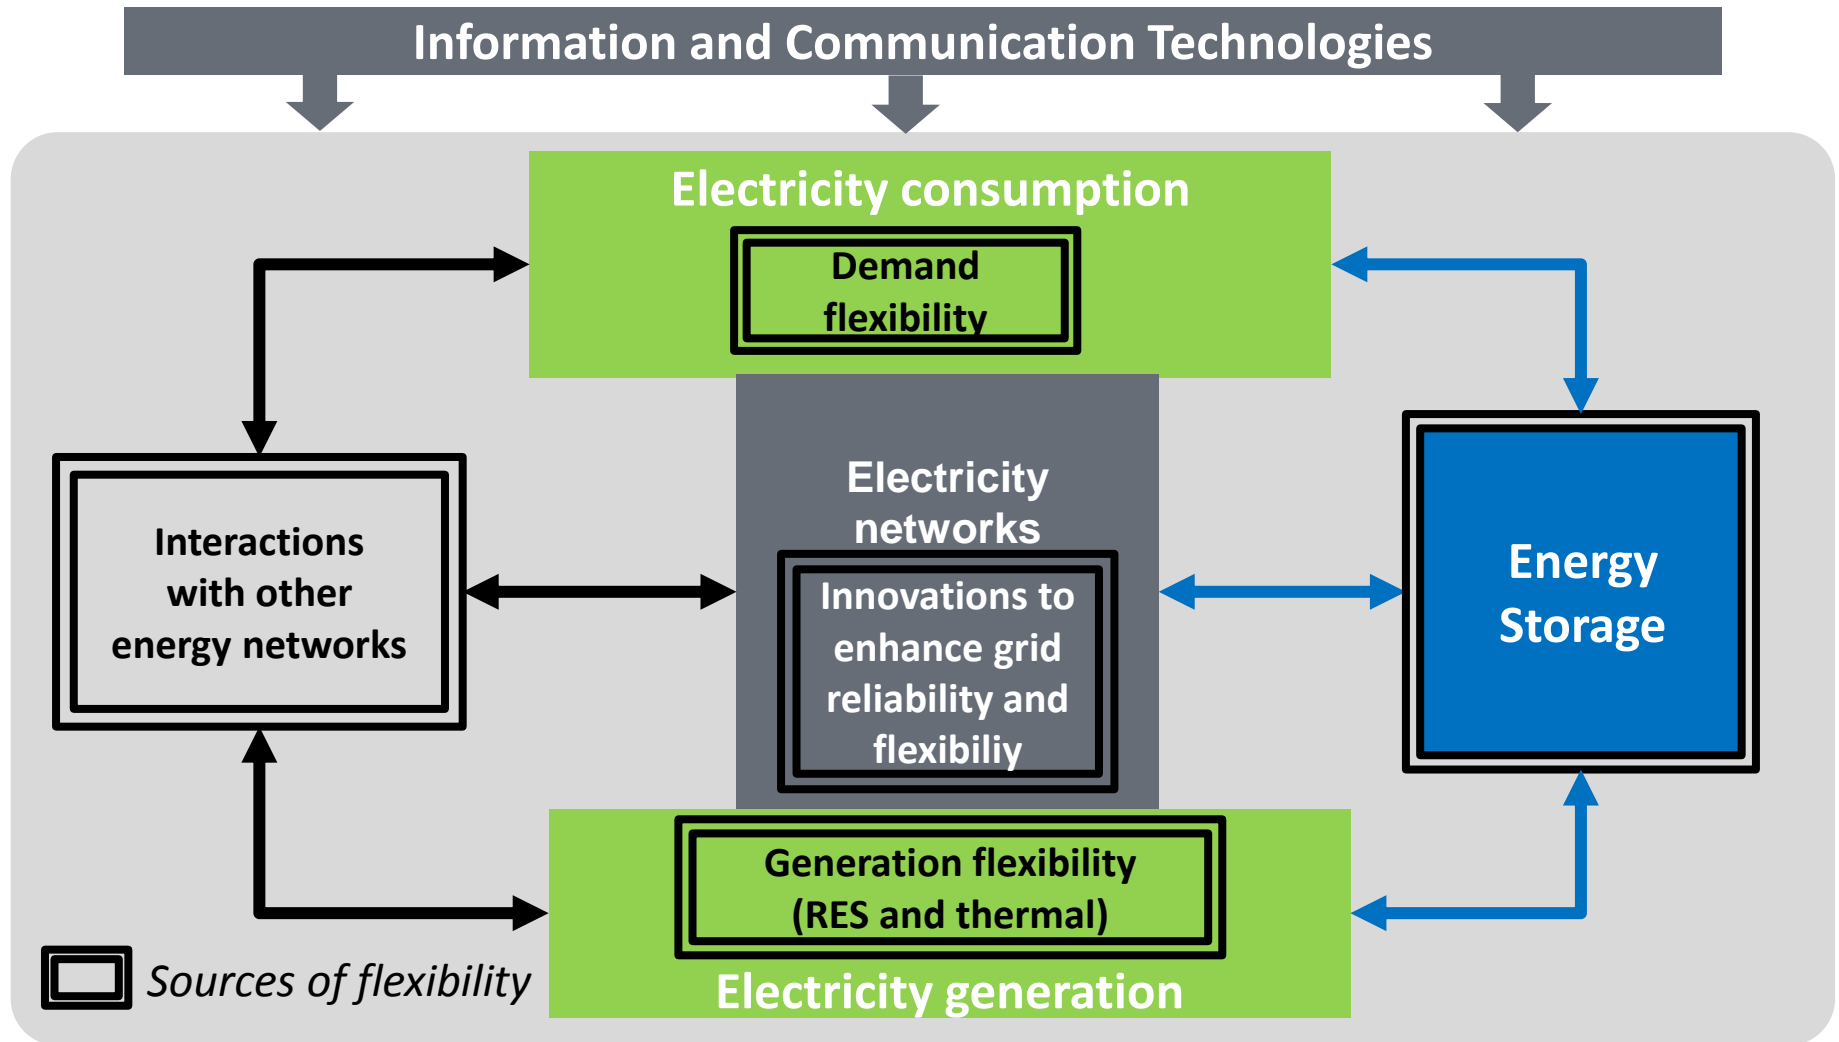 Information and Communication Technologies
Electricity consumption
Demand
flexibility
Electricity
networks
Interactions
with other
energy networks
Innovations to
enhance grid
reliability and
flexibiliy
Energy
Storage
Generation flexibility
(RES and thermal)
Electricity generation
Sources of flexibility